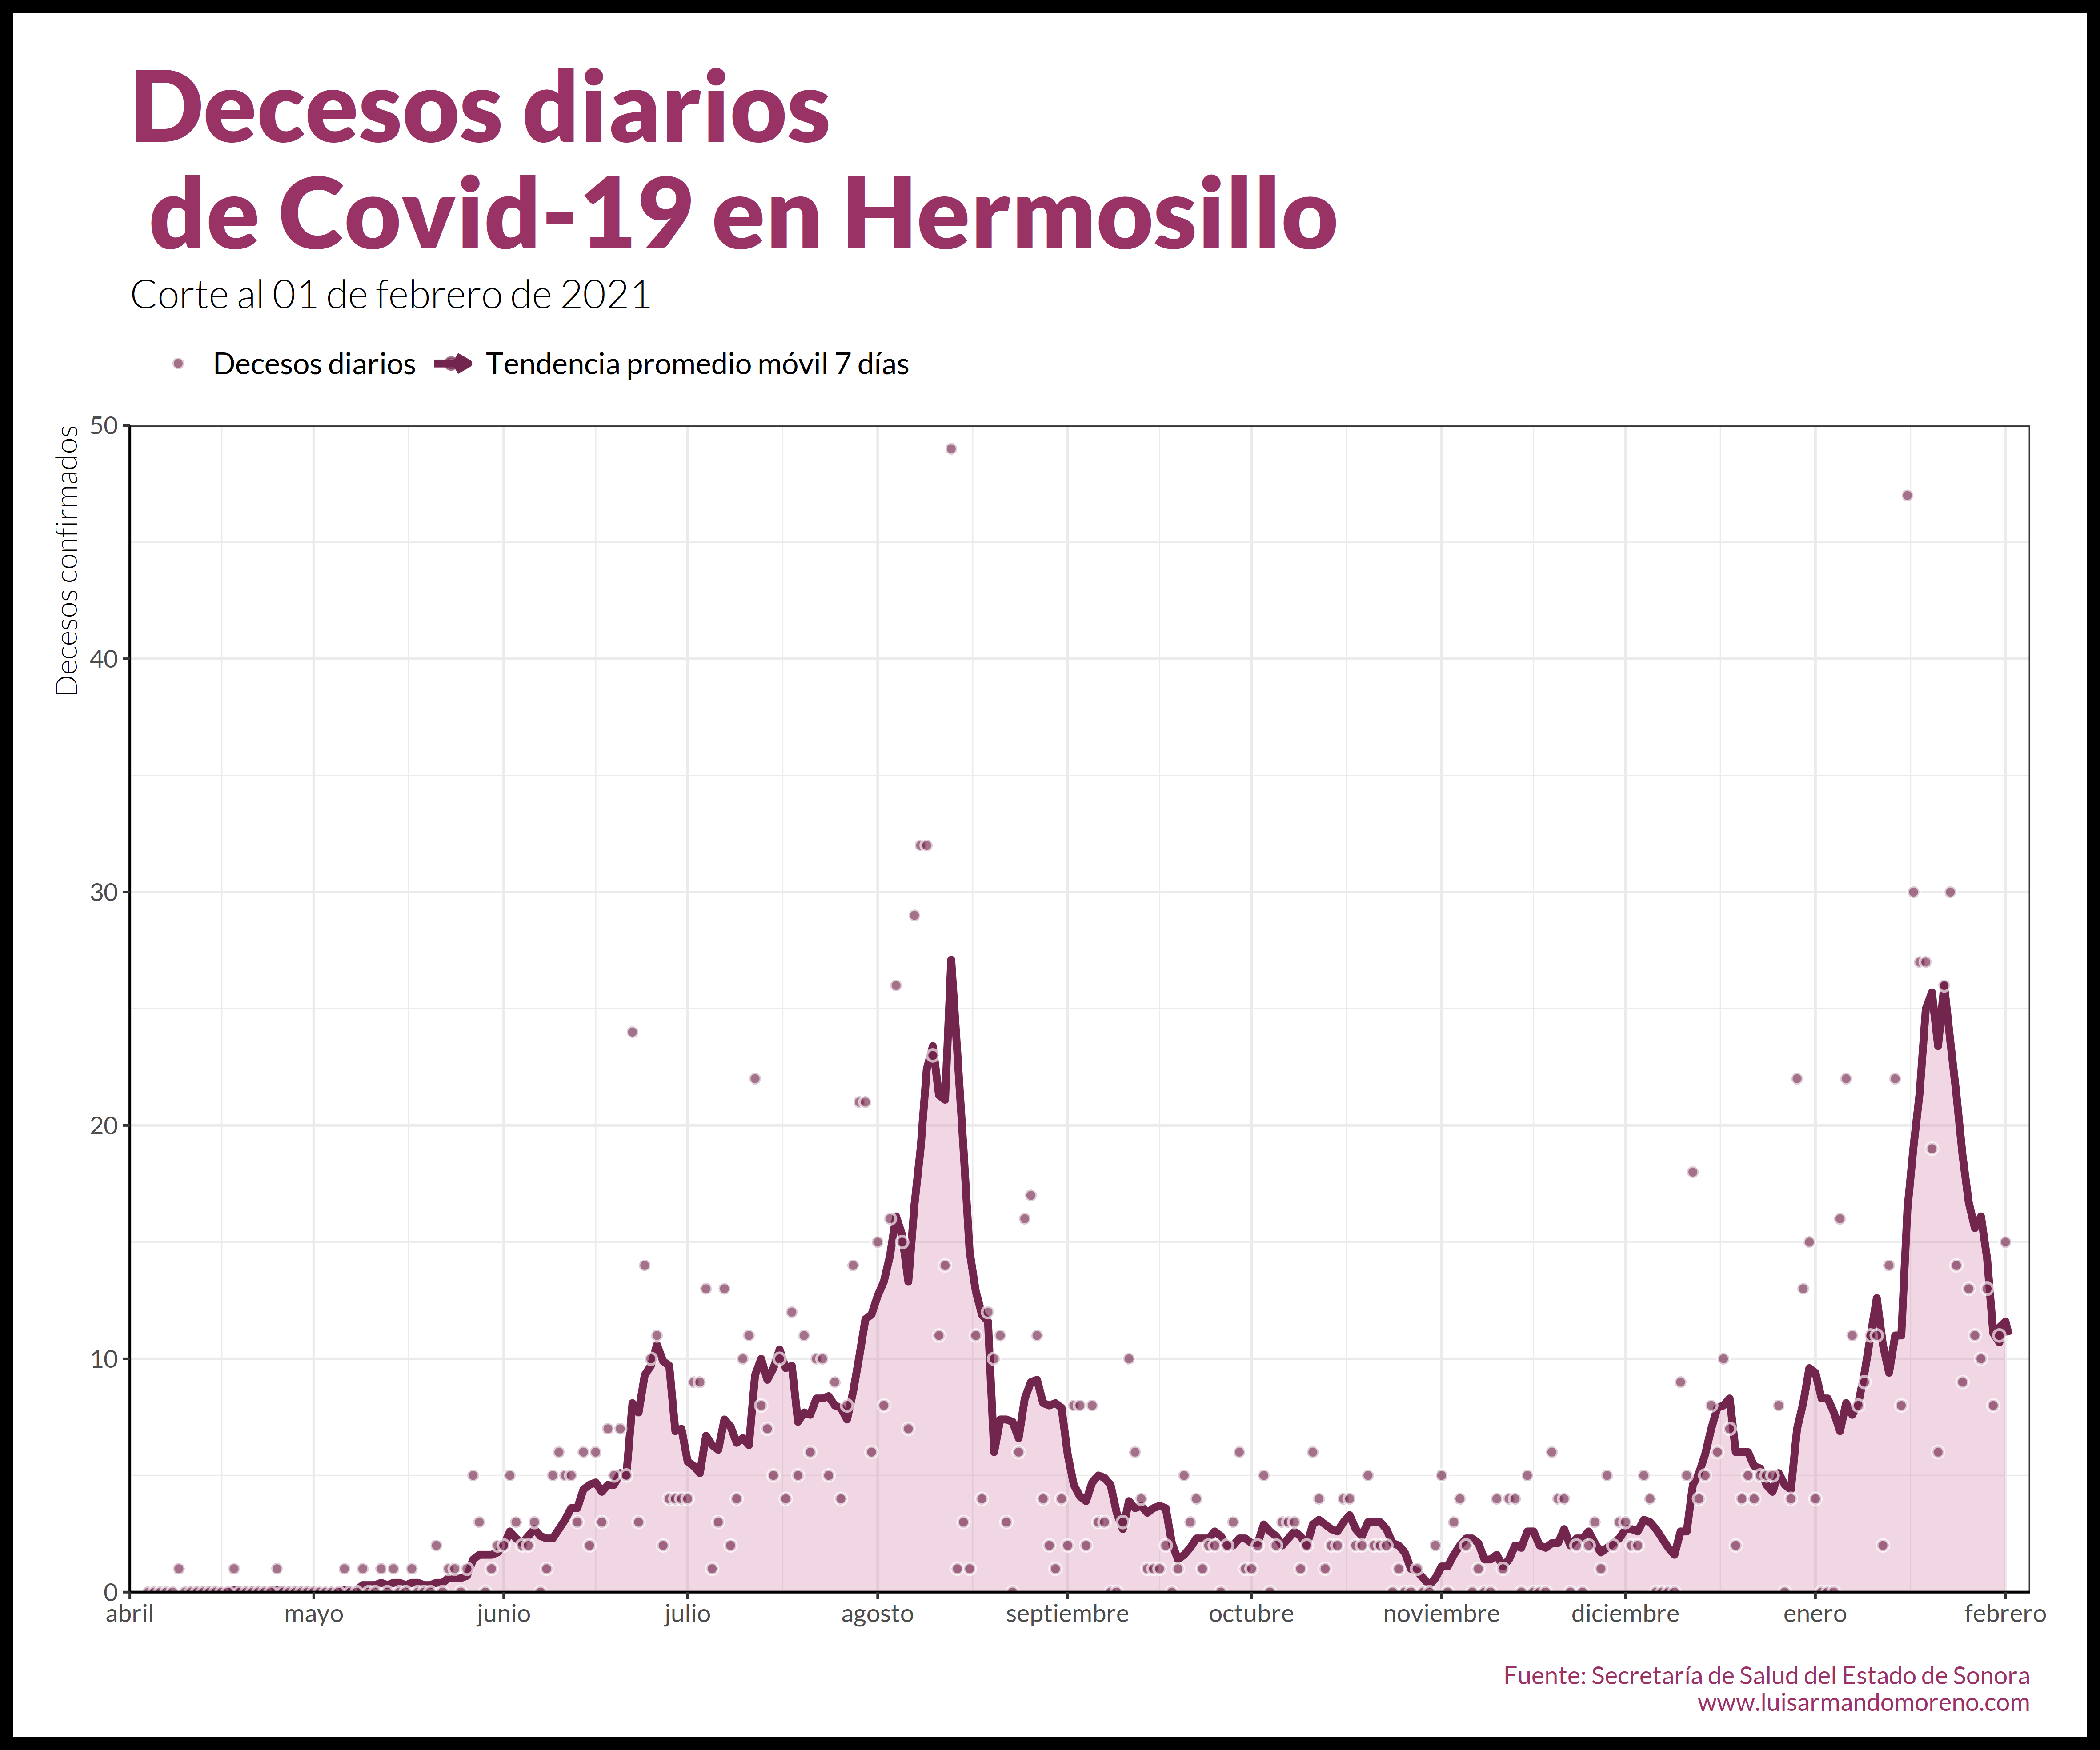 Decesos diarios
de Covid-19 en Hermosillo
Corte al 01 de febrero de 2021
Decesos diarios Tendencia promedio móvil 7 días
Decesos confirmados
50
40
30
20
10
0
abril mayo junio julio agosto septiembre octubre noviembre diciembre enero febrero
Fuente: Secretaría de Salud del Estado de Sonora
www.luisarmandomoreno.com